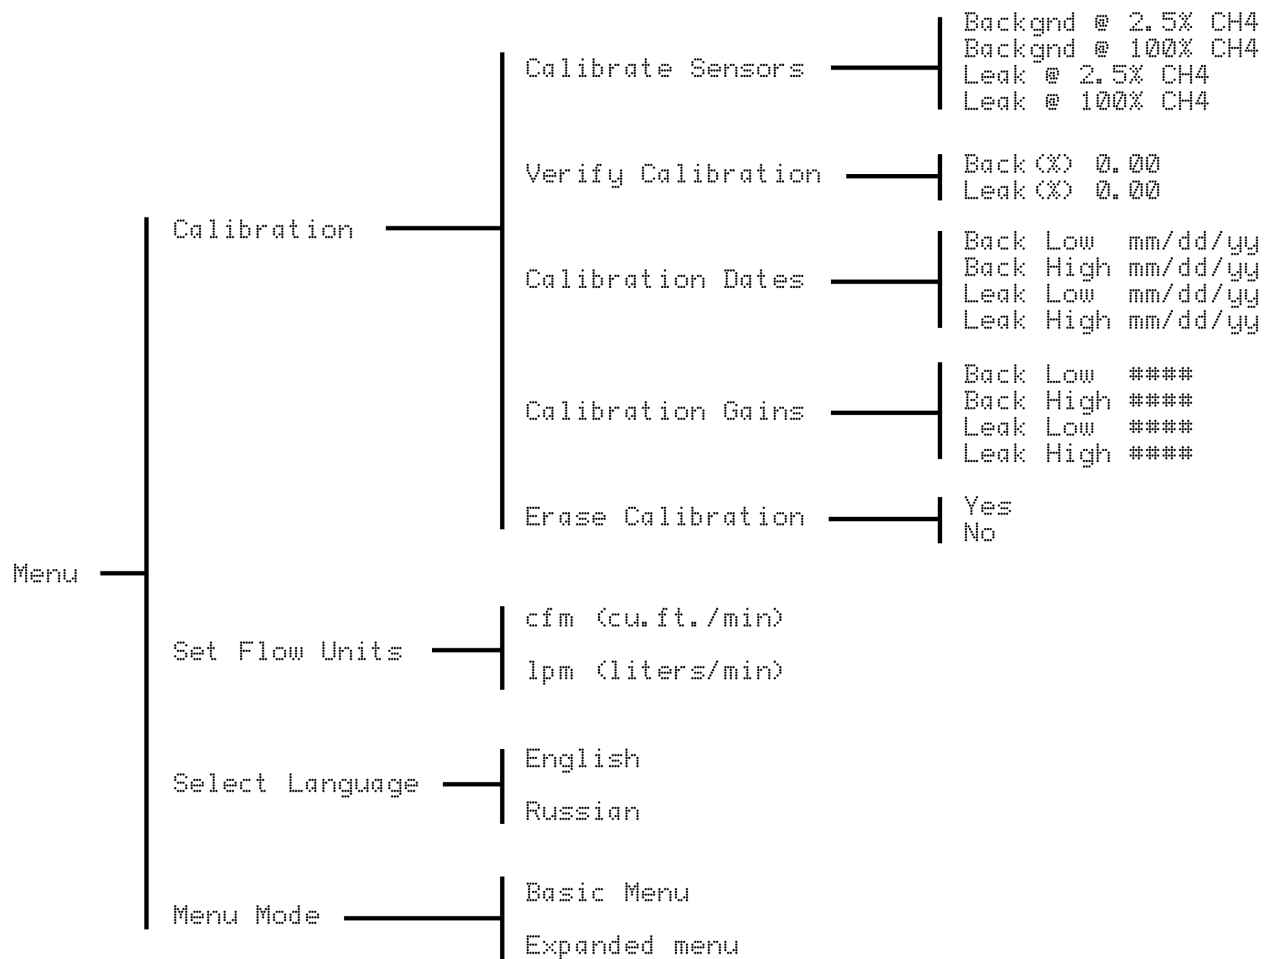 Backgnd @ 2.5% CH4
Backgnd @ 100% CH4
Calibrate Sensors
Leak @ 2.5% CH4
Leak @ 100% CH4
Verify Calibration
Back(%) 0.00
Leak(%) 0.00
Calibration
Back Low mm/dd/yy
Back High mm/dd/yy
Calibration Dates
Leak Low mm/dd/yy
Leak High mm/dd/yy
Back Low ####
Back High ####
Calibration Gains
Leak Low ####
Leak High ####
Erase Calibration
Yes
No
Menu
Set Flow Units
cfm (cu.ft./min)
lpm (liters/min)
Select Language
English
Russian
Menu Mode
Basic Menu
Expanded menu